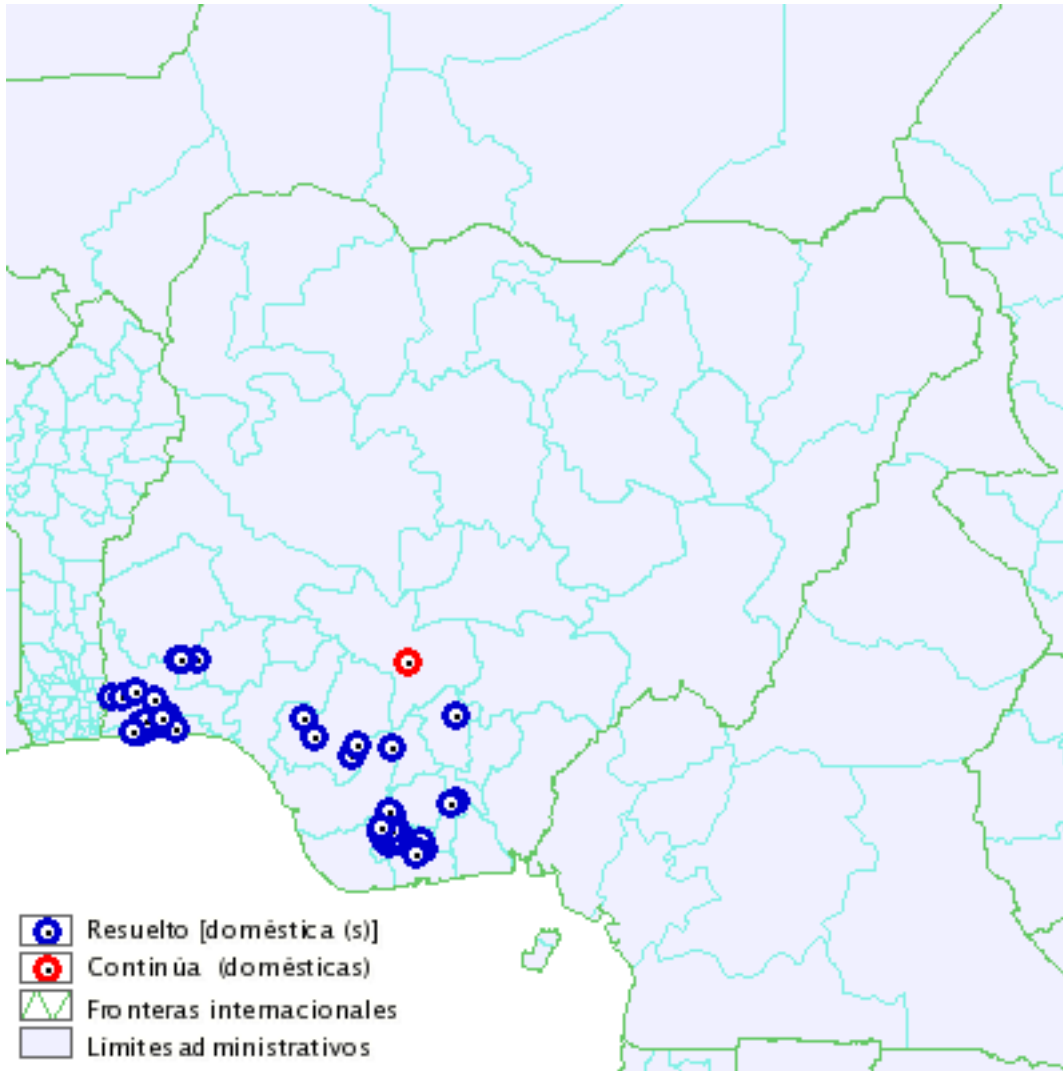 Resuelto [doméstica (s)]
Continúa (domésticas)
Fronteras internacionales
Límites administrativos